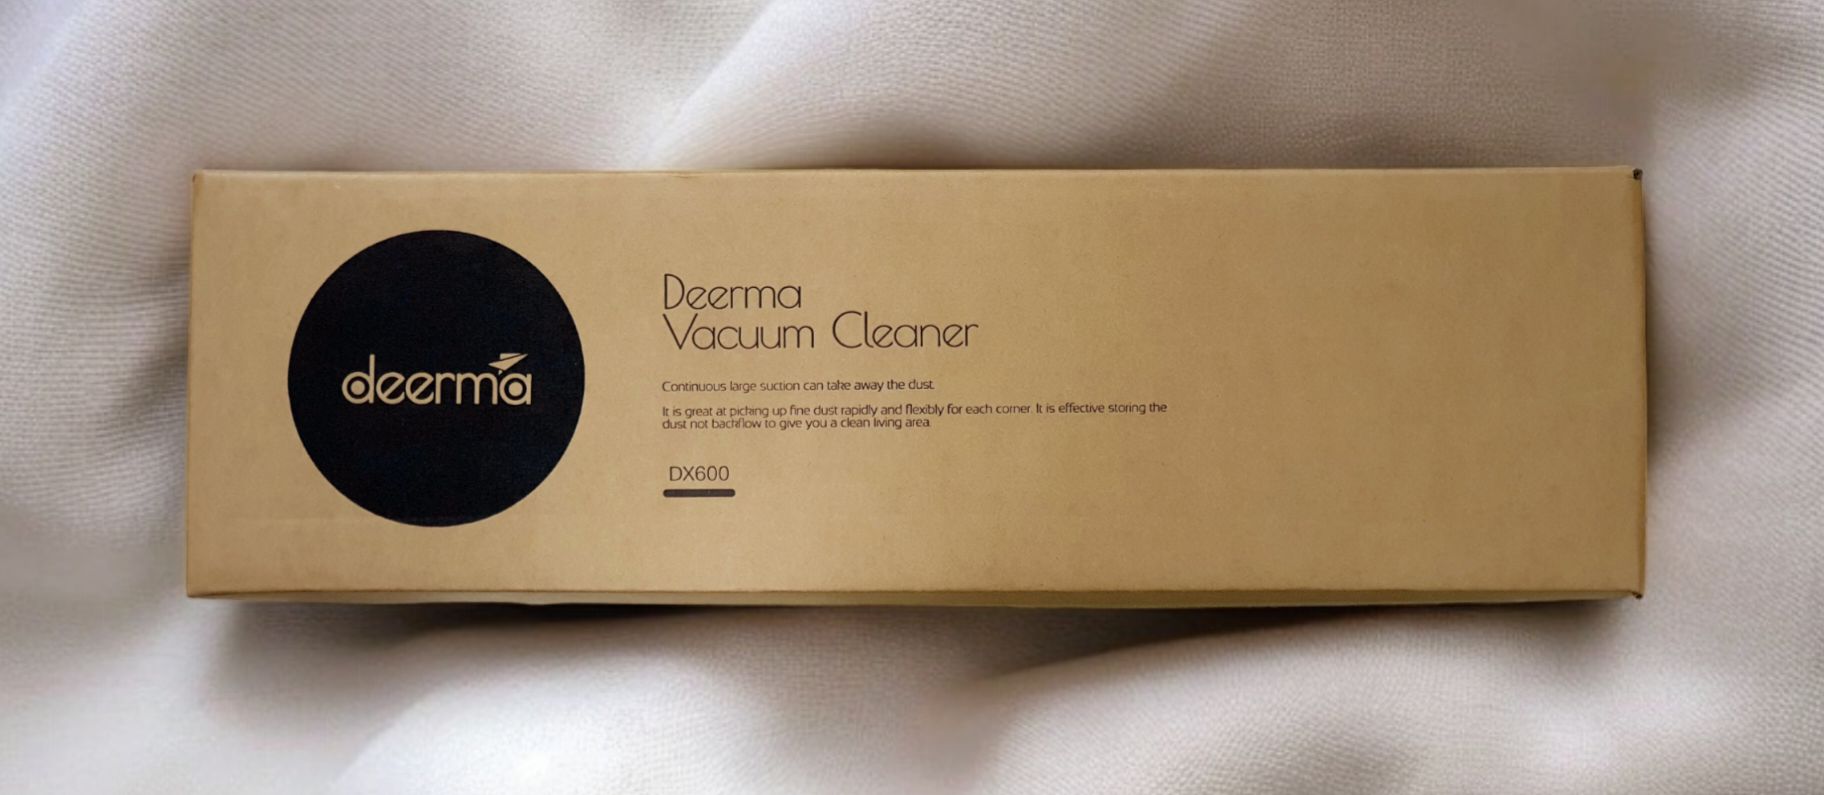 deerma
Deerma
Vacuum Cleaner
Continuous large suction can take away the dust.
It is great at picking up fine dust rapidly and flexibly for each corner. It is effective storing the
dust not backflow to give you a clean living area.
DX600